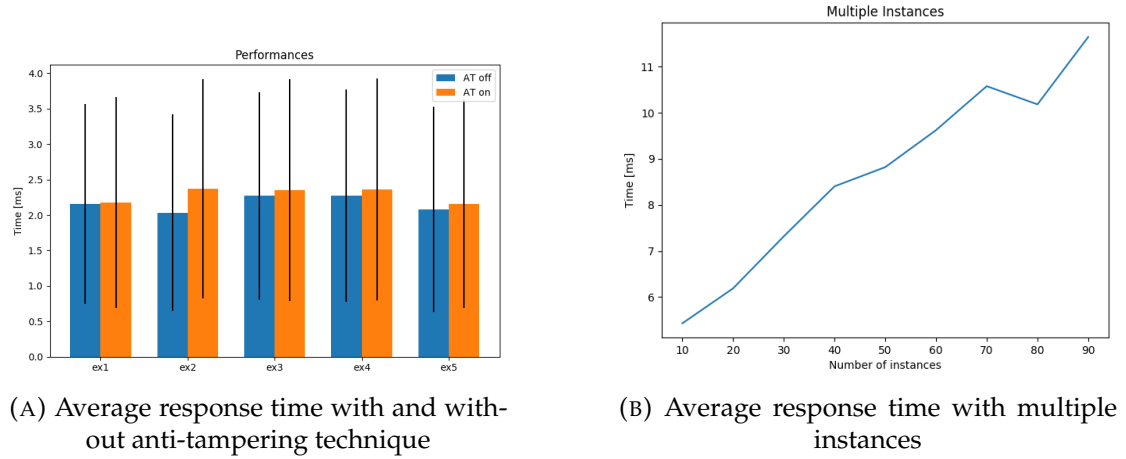 Performances
Time [ms]
4.0
3.5
3.0
2.5
2.0
1.5
1.0
0.5
0.0
AT off
AT on
ex1 ex2 ex3 ex4 ex5
(A) Average response time with and with-
out anti-tampering technique
Multiple Instances
Time [ms]
11
10
9
8
7
6
10 20 30 40 50 60 70 80 90
Number of instances
(B) Average response time with multiple
instances